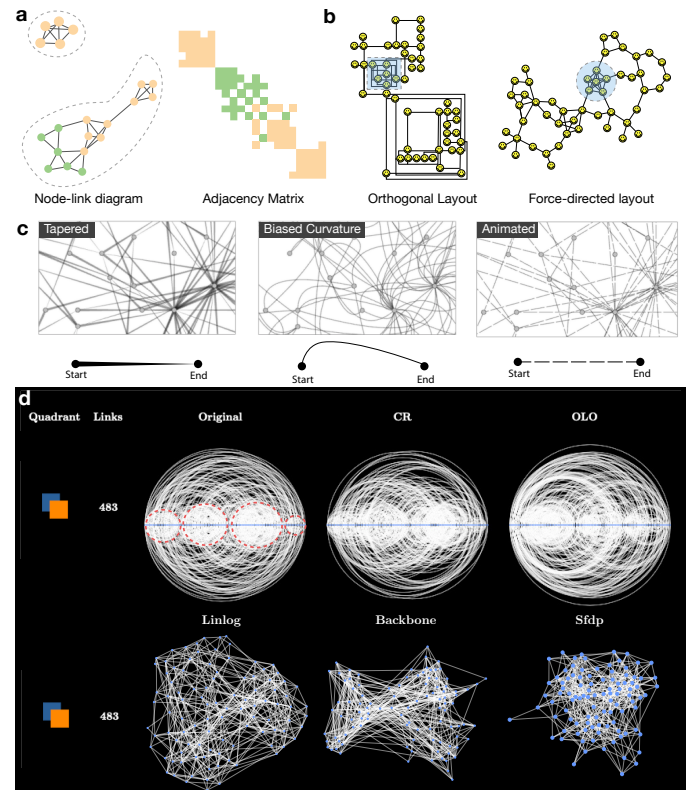 a
b
Node-link diagram
Adjacency Matrix
Orthogonal Layout
Force-directed layout
c
Tapered
Biased Curvature
Animated
Start
End
Start
End
Start
End
d
Quadrant
Links
Original
CR
OLO
483
Linlog
Backbone
Sfdp
483